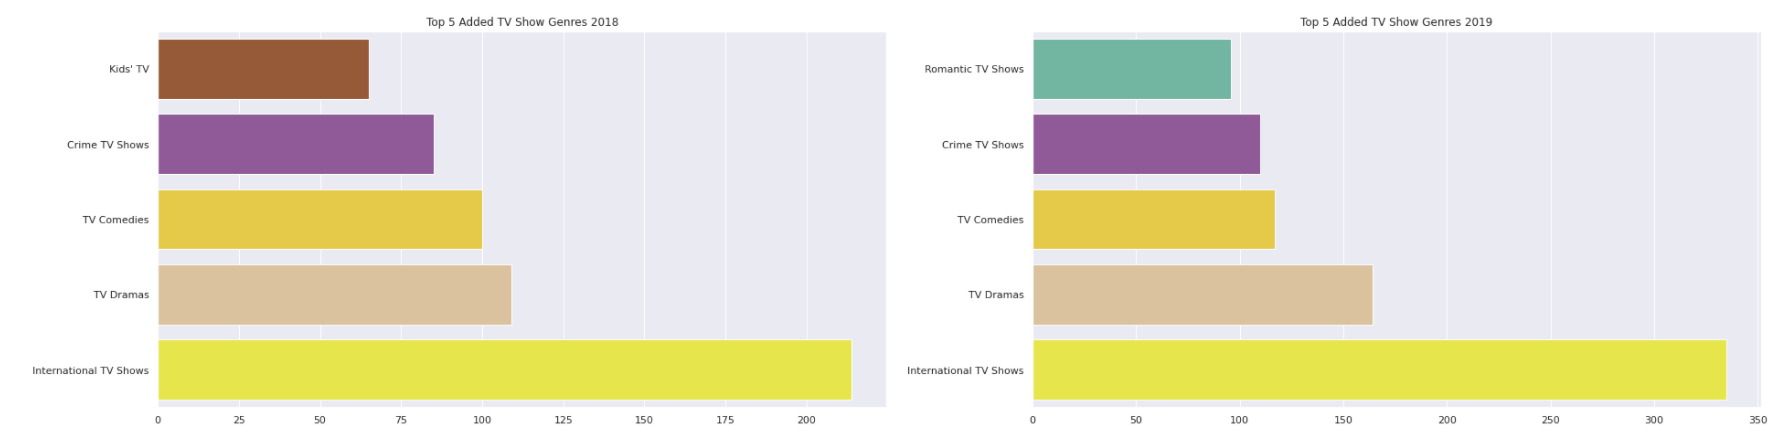 Top 5 Added TV Show Genres 2018
Kids' TV
Crime TV Shows
TV Comedies
TV Dramas
International TV Shows
0 25 50 75 100 125 150 175 200
Top 5 Added TV Show Genres 2019
Romantic TV Shows
Crime TV Shows
TV Comedies
TV Dramas
International TV Shows
0 50 100 150 200 250 300 350